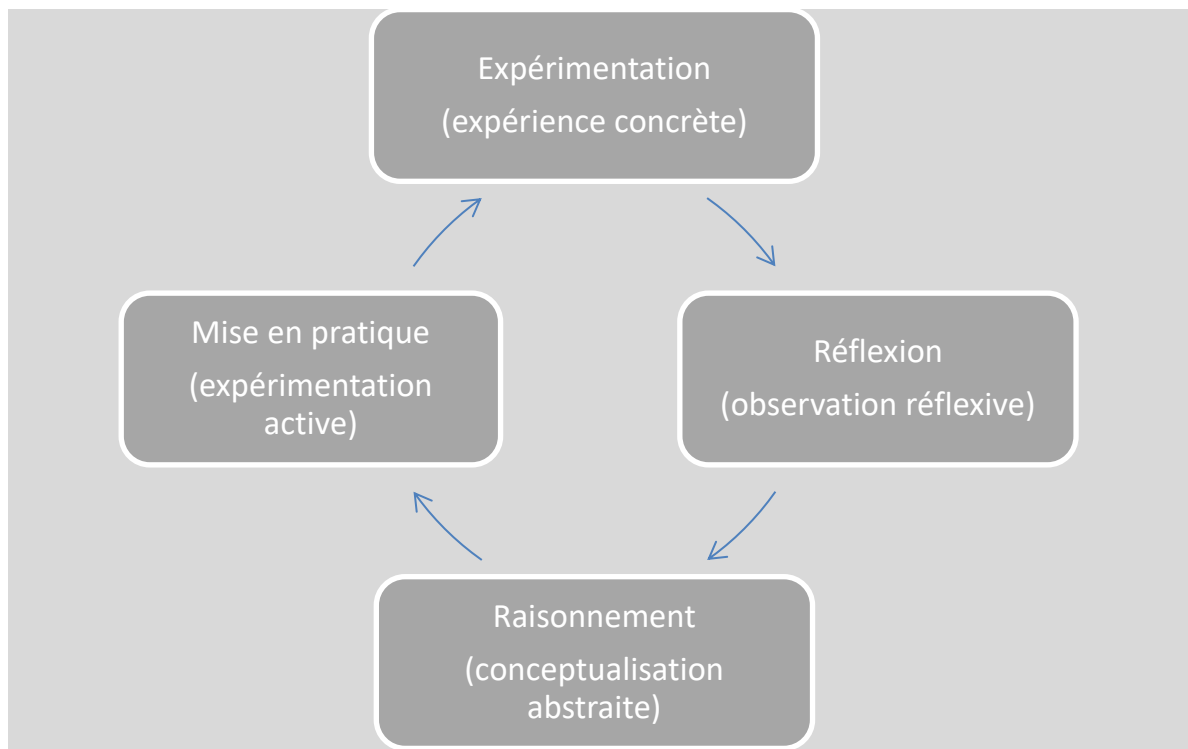 Expérimentation
(expérience concrète)
Mise en pratique
(expérimentation
active)
Réflexion
(observation réflexive)
Raisonnement
(conceptualisation
abstraite)